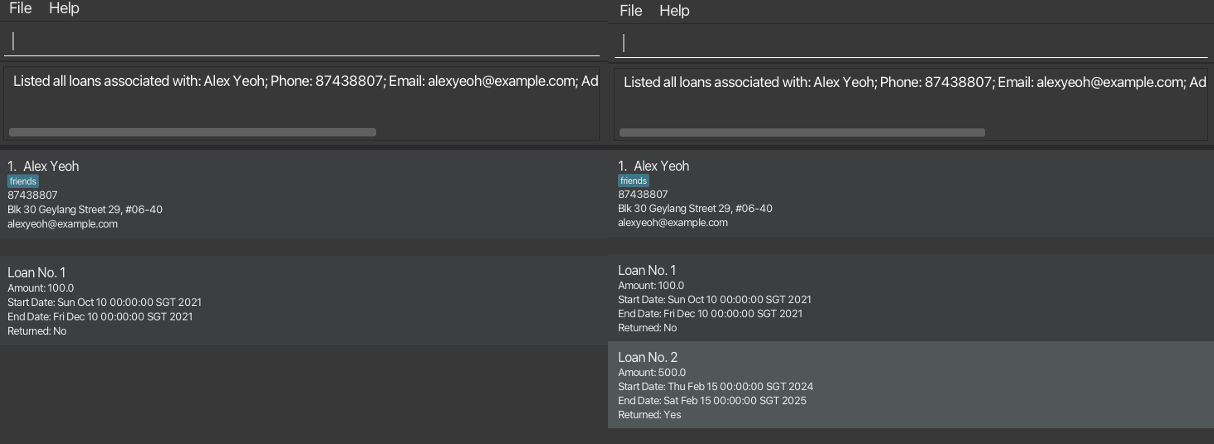 File Help
Listed all loans associated with: Alex Yeoh; Phone: 87438807; Email: alexyeoh@example.com; Ad
1. Alex Yeoh
friends
87438807
Blk 30 Geylang Street 29, #06-40
alexyeoh@example.com
Loan No. 1
Amount: 100.0
Start Date: Sun Oct 10 00:00:00 SGT 2021
End Date: Fri Dec 10 00:00:00 SGT 2021
Returned: No
File Help
Listed all loans associated with: Alex Yeoh; Phone: 87438807; Email: alexyeoh@example.com; Ad
1. Alex Yeoh
friends
87438807
Blk 30 Geylang Street 29, #06-40
alexyeoh@example.com
Loan No. 1
Amount: 100.0
Start Date: Sun Oct 10 00:00:00 SGT 2021
End Date: Fri Dec 10 00:00:00 SGT 2021
Returned: No
Loan No. 2
Amount: 500.0
Start Date: Thu Feb 15 00:00:00 SGT 2024
End Date: Sat Feb 15 00:00:00 SGT 2025
Returned: Yes